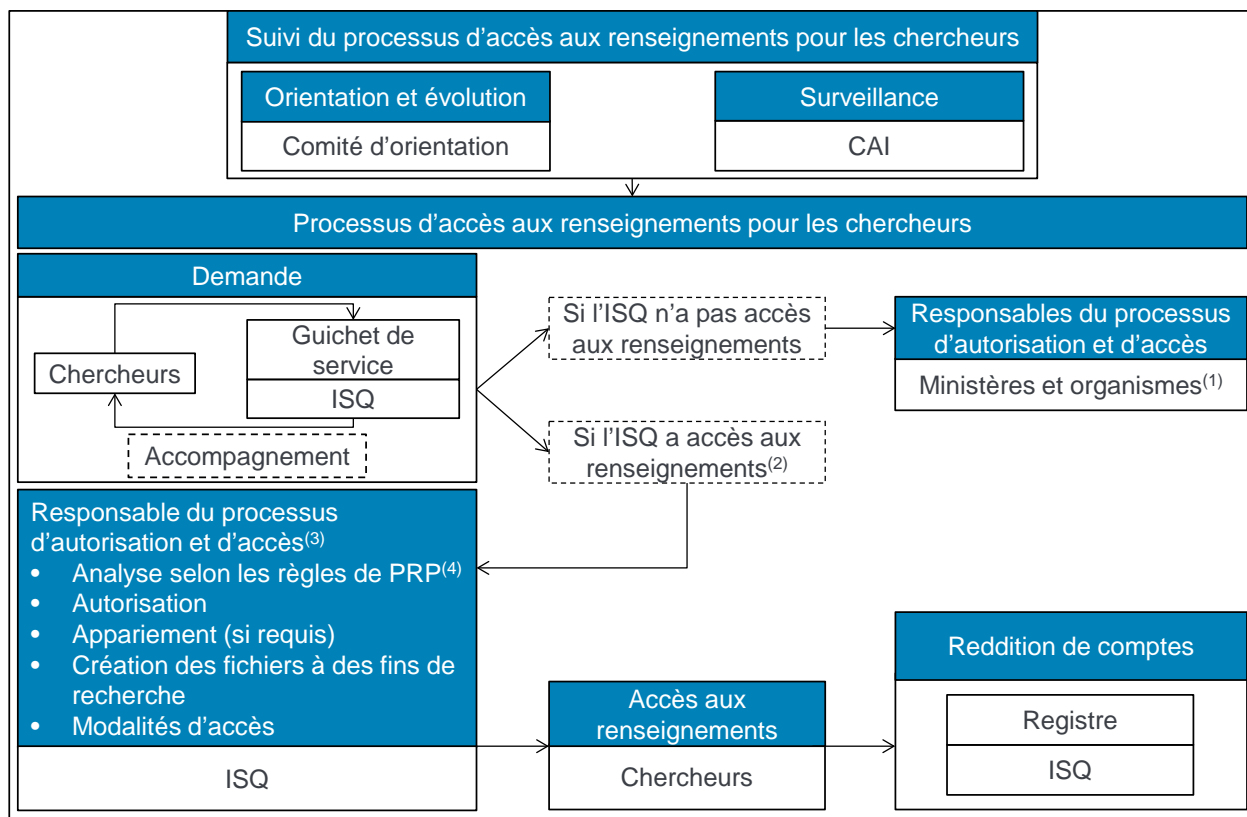 Suivi du processus d'accès aux renseignements pour les chercheurs
Orientation et évolution
Comité d'orientation
Surveillance
CAI
Processus d'accès aux renseignements pour les chercheurs
Demande
Chercheurs
Guichet de
service
ISQ
Accompagnement
Si l'ISQ n'a pas accès
aux renseignements
Responsables du processus
d'autorisation et d'accès
Ministères et organismes(1)
Si l'ISQ a accès aux
renseignements(2)
Responsable du processus
d'autorisation et d'accès(3)
• Analyse selon les règles de PRP(4)
• Autorisation
• Appariement (si requis)
• Création des fichiers à des fins de
recherche
• Modalités d'accès
ISQ
Accès aux
renseignements
Chercheurs
Reddition de comptes
Registre
ISQ